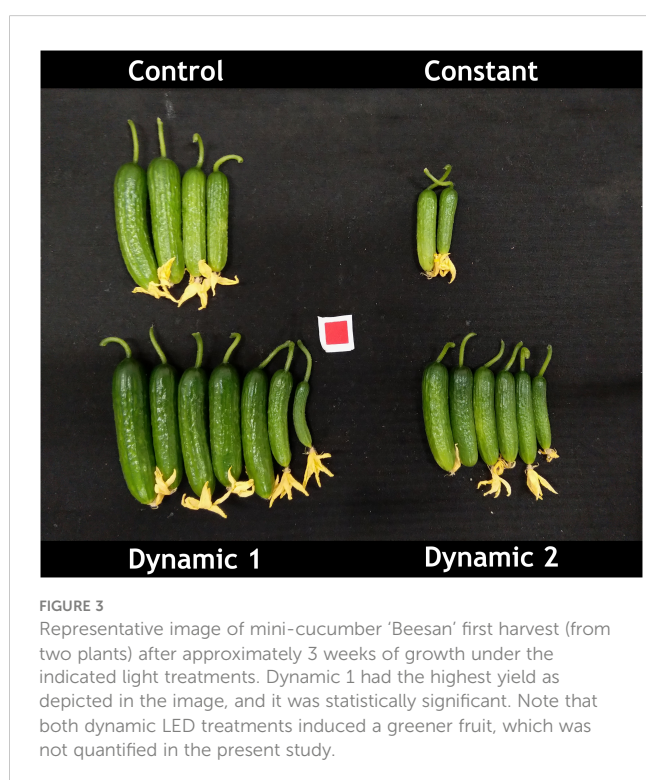 Control
Constant
Dynamic 1
Dynamic 2
FIGURE 3
Representative image of mini-cucumber ‘Beesan’ first harvest (from
two plants) after approximately 3 weeks of growth under the
indicated light treatments. Dynamic 1 had the highest yield as
depicted in the image, and it was statistically significant. Note that
both dynamic LED treatments induced a greener fruit, which was
not quantified in the present study.